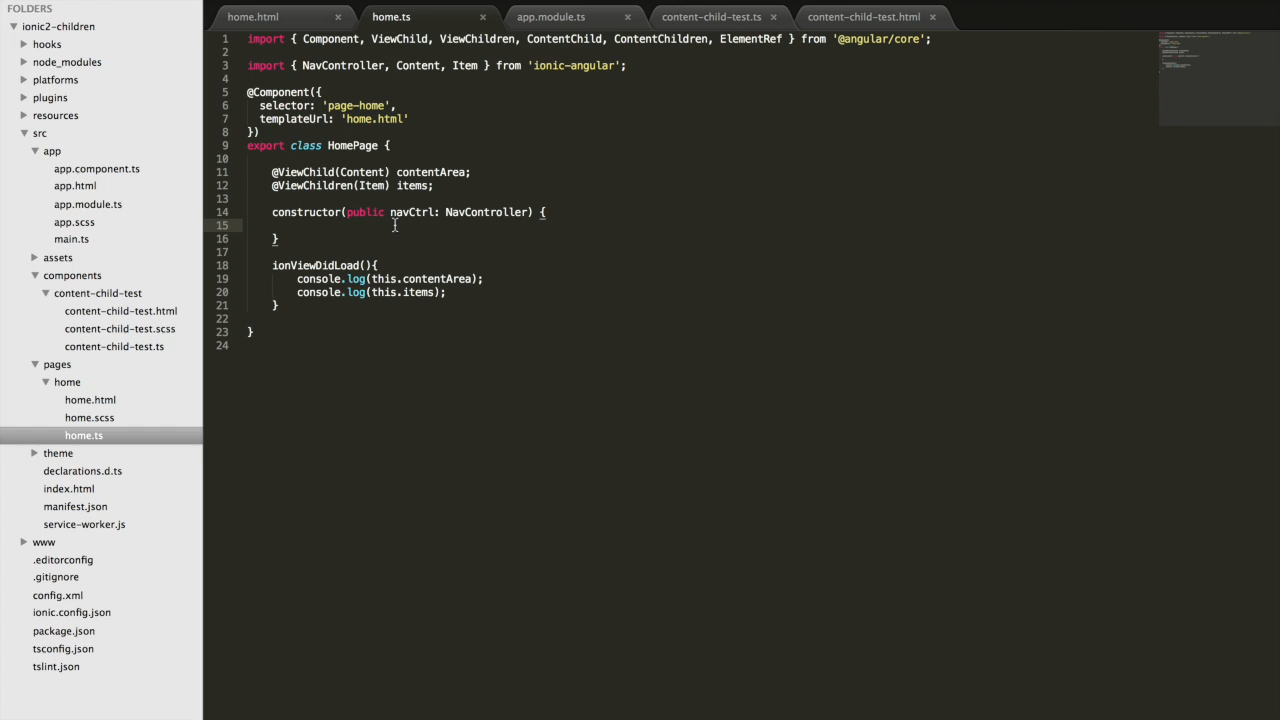 FOLDERS
ionic2-children
hooks
node_modules
platforms
plugins
resources
src
app
app.component.ts
app.html
app.module.ts
app.scss
main.ts
assets
components
content-child-test
content-child-test.html
content-child-test.scss
content-child-test.ts
pages
home
home.html
home.scss
home.ts
theme
declarations.d.ts
index.html
manifest.json
service-worker.js
www
.editorconfig
.gitignore
config.xml
ionic.config.json
package.json
tsconfig.json
tslint.json
home.html × home.ts × app.module.ts × content-child-test.ts × content-child-test.html ×
1 import { Component, ViewChild, ViewChildren, ContentChild, ContentChildren, ElementRef } from '@angular/core';
2
3 import { NavController, Content, Item } from 'ionic-angular';
4
5 @Component({
6 selector: 'page-home',
7 templateUrl: 'home.html'
8 })
9 export class HomePage {
10
11 @ViewChild(Content) contentArea;
12 @ViewChildren(Item) items;
13
14 constructor(public navCtrl: NavController) {
15
16 }
17
18 ionViewDidLoad(){
19 console.log(this.contentArea);
20 console.log(this.items);
21 }
22
23 }
24